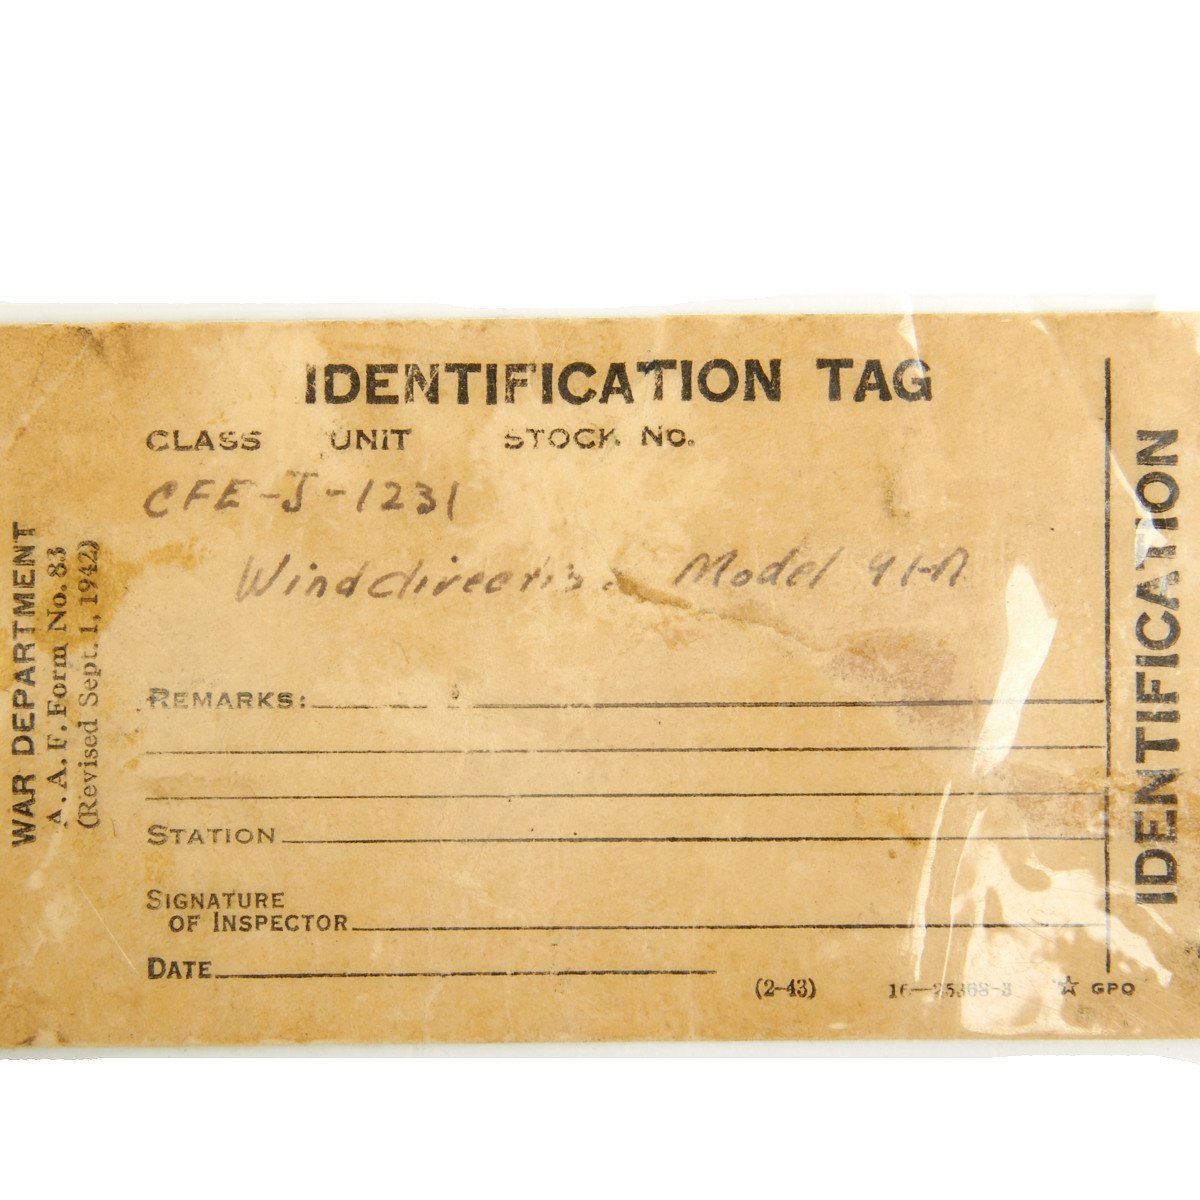 IDENTIFICATION TAG
CLASS UNIT STOCK No.
CFE-J-1231
Model
REMARKS:
STATION
SIGNATURE
OF INSPECTOR
DATE
(2-43) ☆ GPO
WAR DEPARTMENT
A. A. F. Form No. 83
(Revised Sept. 1, 1942)
IDENTIFICATION